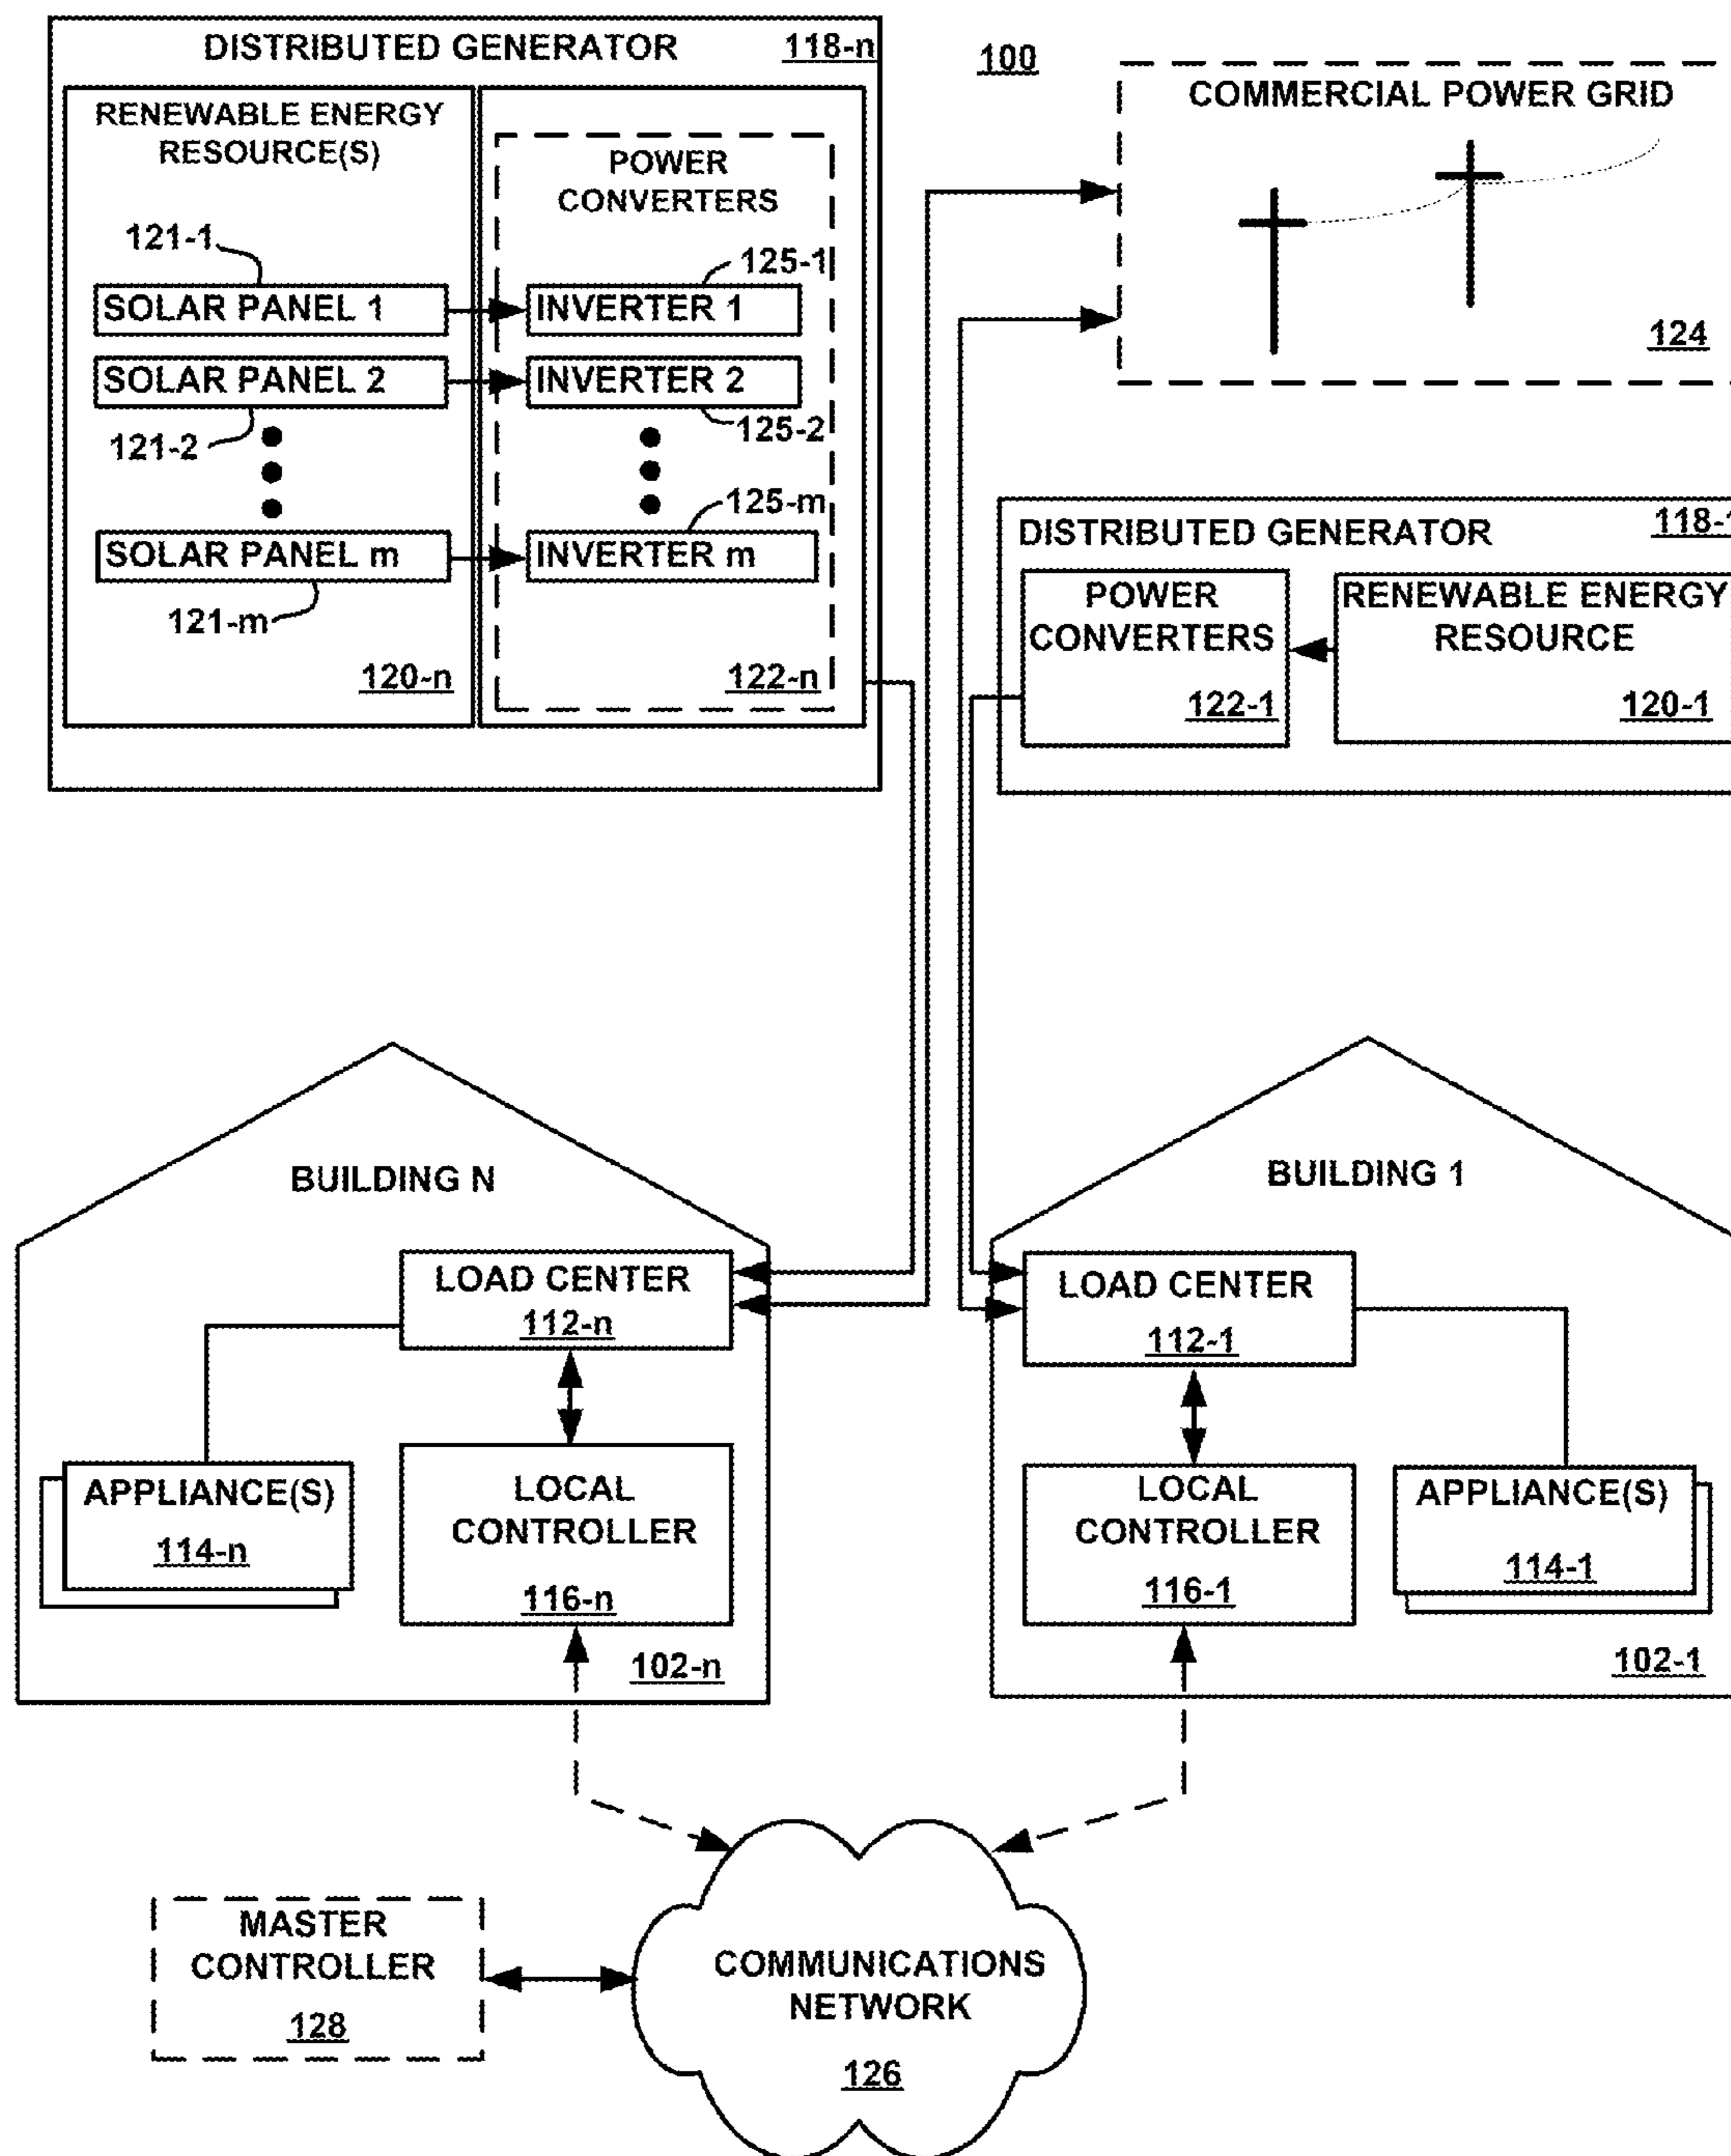 DISTRIBUTED GENERATOR
118-n
RENEWABLE ENERGY
RESOURCE(S)
POWER
CONVERTERS
121-1
125-1
SOLAR PANEL 1
INVERTER 1
SOLAR PANEL 2
INVERTER 2
121-2
125-2
125-m
SOLAR PANEL m
INVERTER m
121-m
120-n
122-n
100
COMMERCIAL POWER GRID
124
DISTRIBUTED GENERATOR
118-1
POWER
CONVERTERS
122-1
RENEWABLE ENERGY
RESOURCE
120-1
BUILDING N
LOAD CENTER
112-n
APPLIANCE(S)
114-n
LOCAL
CONTROLLER
116-n
102-n
BUILDING 1
LOAD CENTER
112-1
LOCAL
CONTROLLER
116-1
APPLIANCE(S)
114-1
102-1
MASTER
CONTROLLER
128
COMMUNICATIONS
NETWORK
126